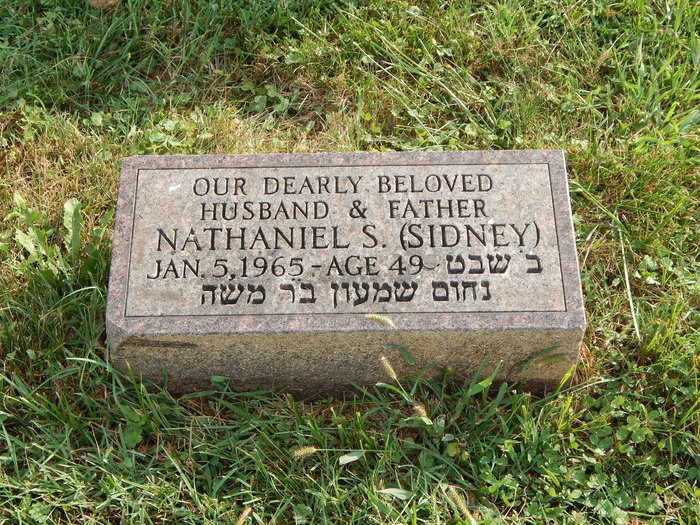 OUR DEARLY BELOVED
HUSBAND & FATHER
NATHANIEL S. (SIDNEY)
JAN. 5, 1965 - AGE 49 - ב' שבט
נחום שמעון בר משה